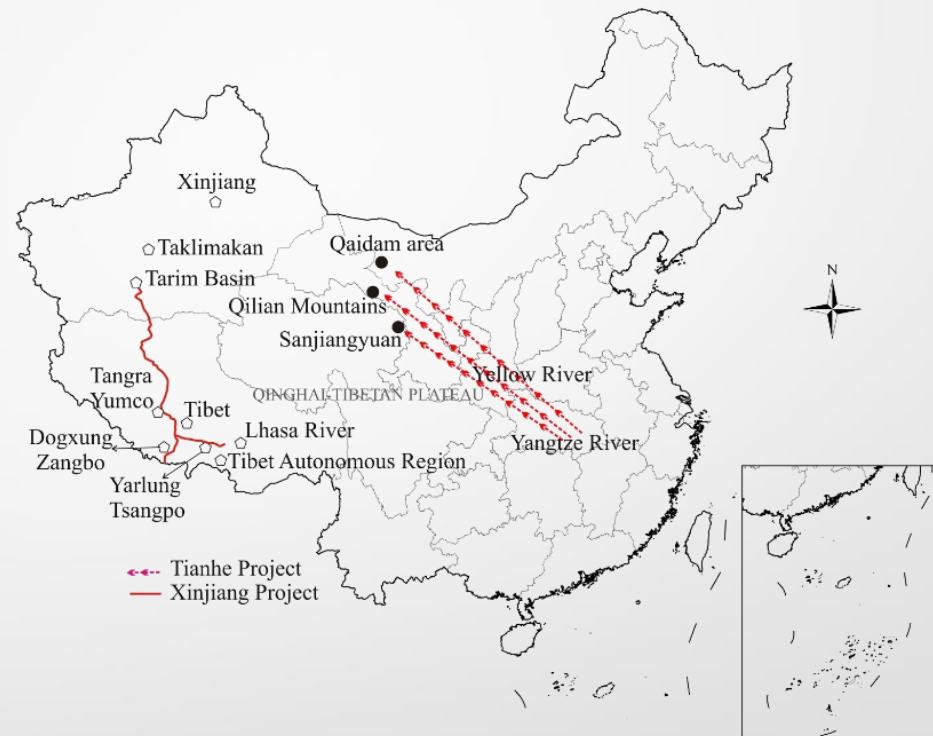 N
Xinjiang
Qaidam area
Taklimakan
Tarim Basin
Qilian Mountains
Sanjiangyuan
Yellow River
Tangra
Yumco
QINGHAI-TIBETAN PLATEAU
Tibet
Lhasa River
Dogxung
Zangbo
Yangtze River
Tibet Autonomous Region
Yarlung
Tsangpo
Tianhe Project
Xinjiang Project